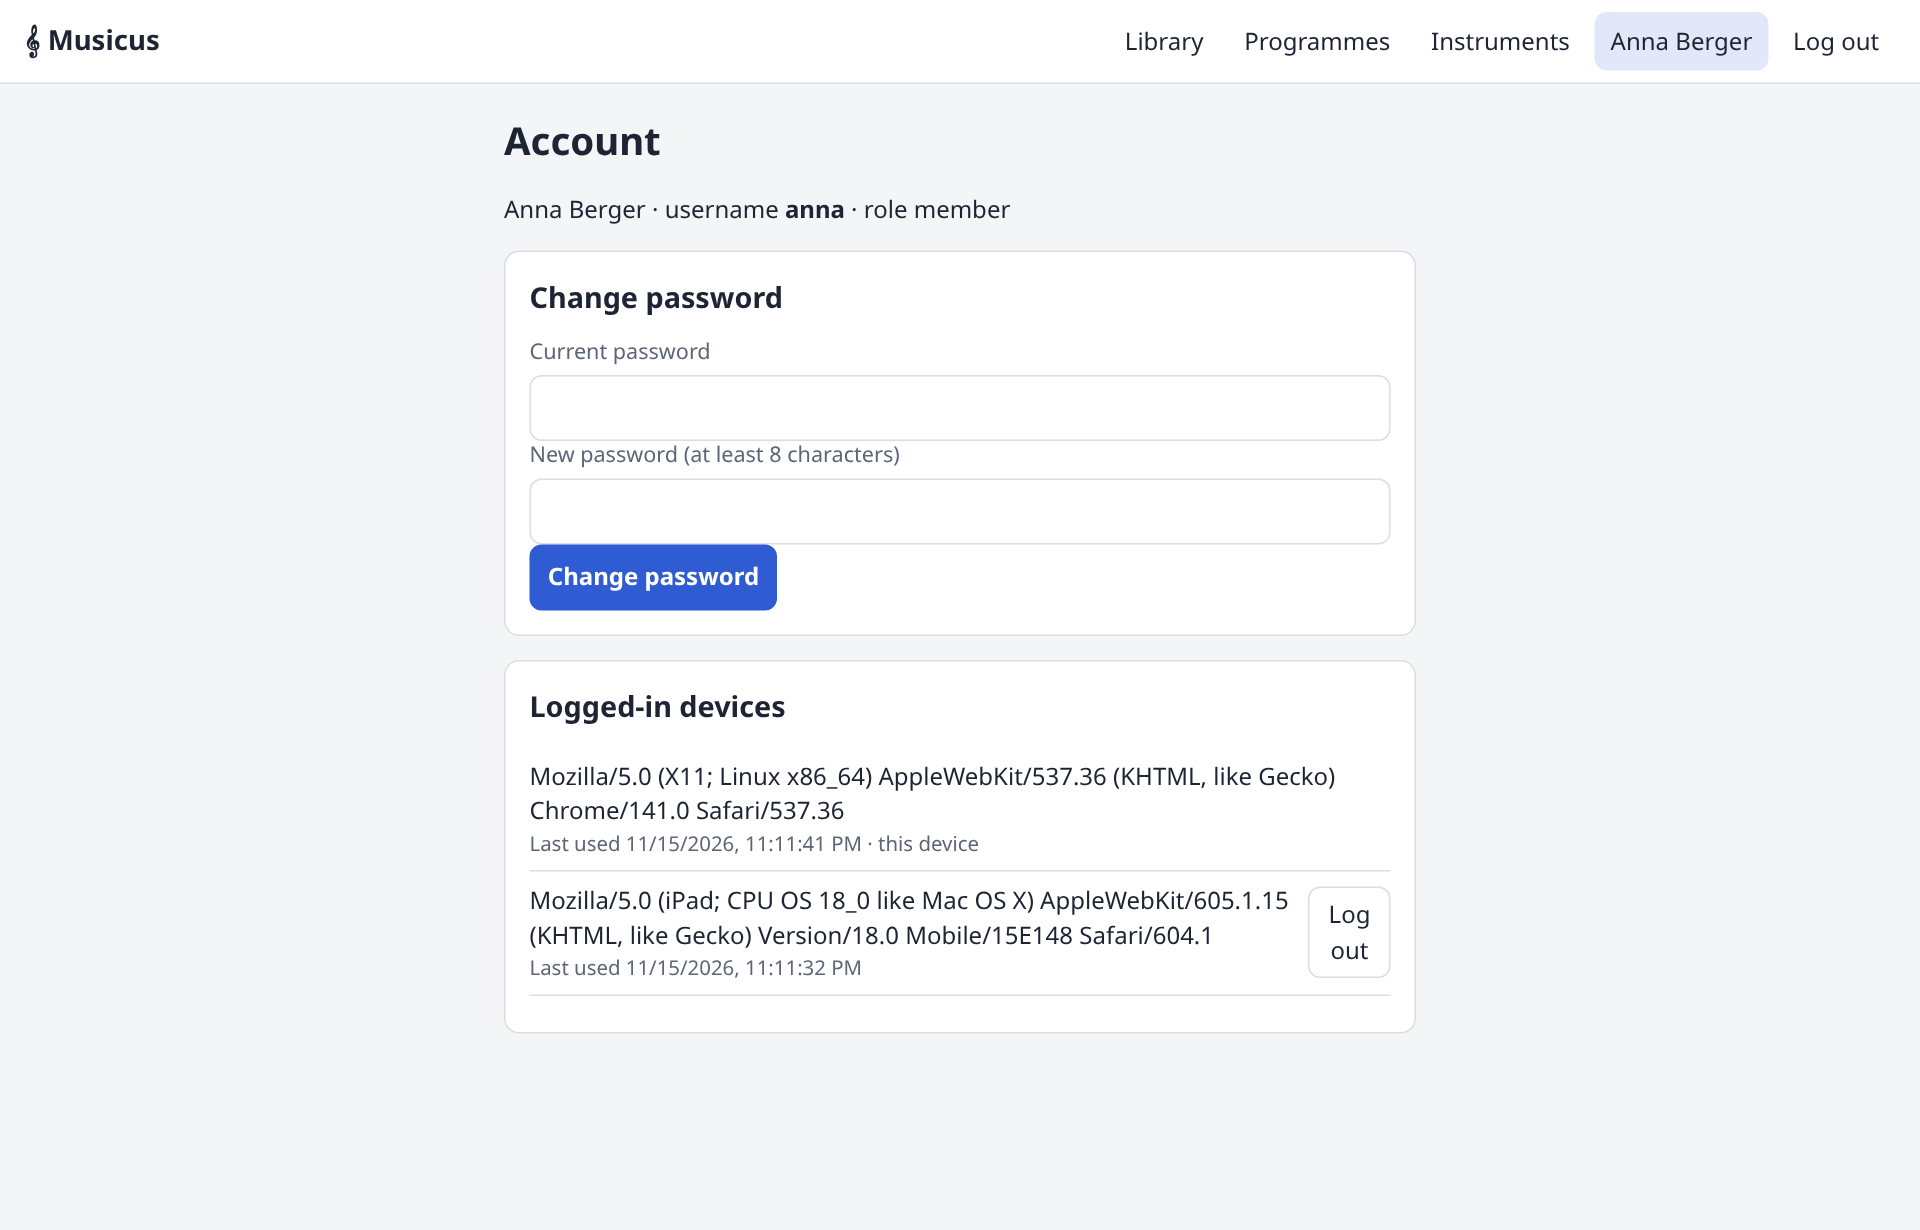 Musicus
Library Programmes Instruments Anna Berger Log out
Account
Anna Berger · username anna · role member
Change password
Current password
New password (at least 8 characters)
Change password
Logged-in devices
Mozilla/5.0 (X11; Linux x86_64) AppleWebKit/537.36 (KHTML, like Gecko)
Chrome/141.0 Safari/537.36
Last used 11/15/2026, 11:11:41 PM · this device
Mozilla/5.0 (iPad; CPU OS 18_0 like Mac OS X) AppleWebKit/605.1.15
(KHTML, like Gecko) Version/18.0 Mobile/15E148 Safari/604.1
Last used 11/15/2026, 11:11:32 PM
Log
out